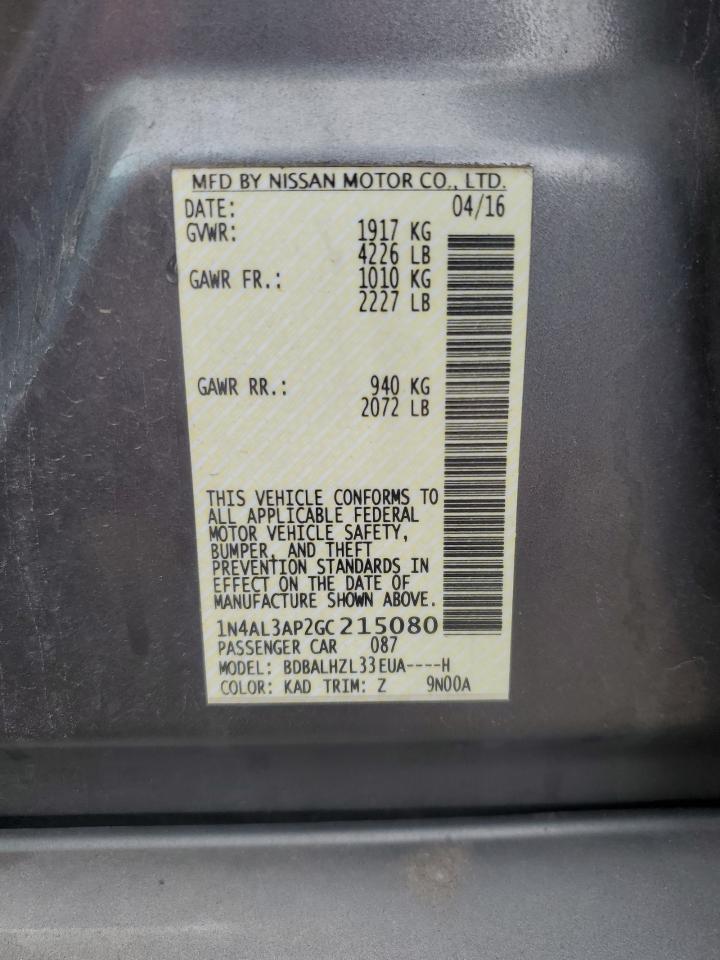 MFD BY NISSAN MOTOR CO., LTD.
DATE: 04/16
GVWR: 1917 KG
4226 LB
GAWR FR.: 1010 KG
2227 LB
GAWR RR.: 940 KG
2072 LB
THIS VEHICLE CONFORMS TO
ALL APPLICABLE FEDERAL
MOTOR VEHICLE SAFETY,
BUMPER, AND THEFT
PREVENTION STANDARDS IN
EFFECT ON THE DATE OF
MANUFACTURE SHOWN ABOVE.
1N4AL3AP2GC215080
PASSENGER CAR 087
MODEL: BDBALHZL33EUA----H
COLOR: KAD TRIM: Z 9N00A